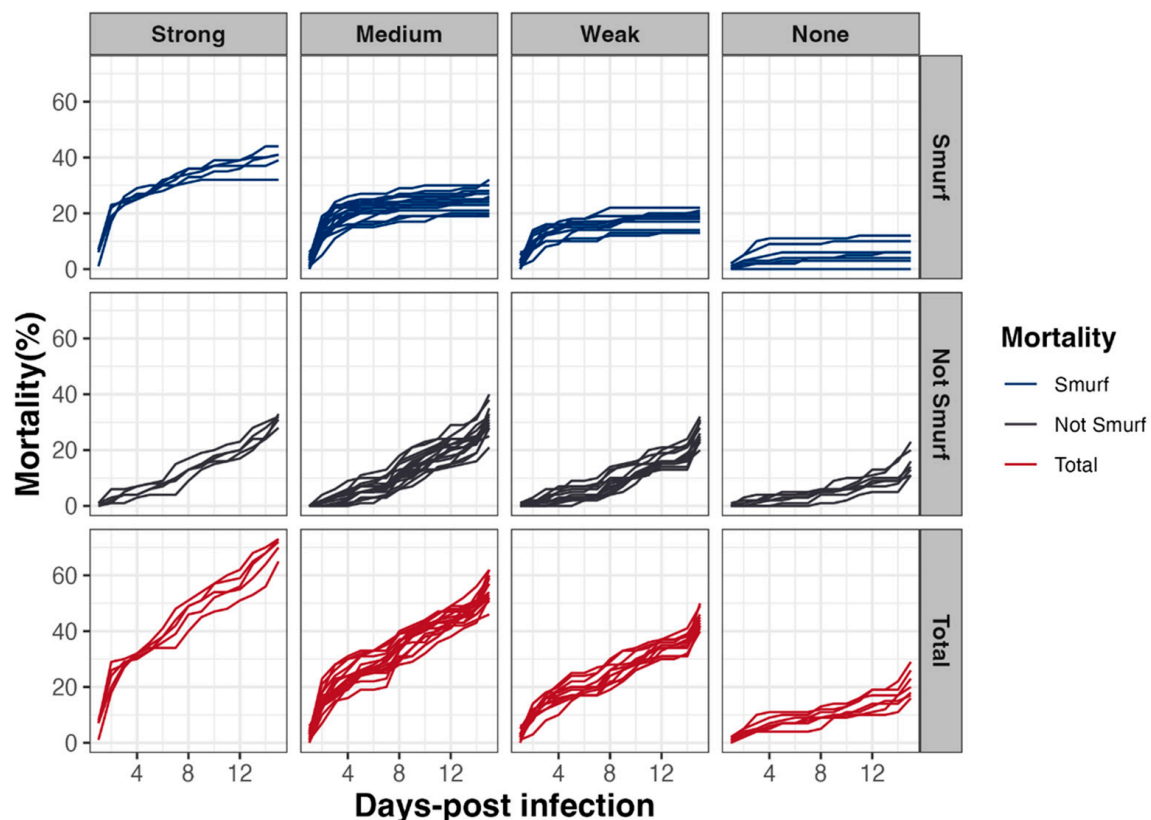 Strong Medium Weak None
60
40
20
0
Smurf
60
40
20
0
Not Smurf
60
40
20
0
Total
4 8 12 4 8 12 4 8 12 4 8 12
Days-post infection
Mortality(%)
Mortality
Smurf
Not Smurf
Total